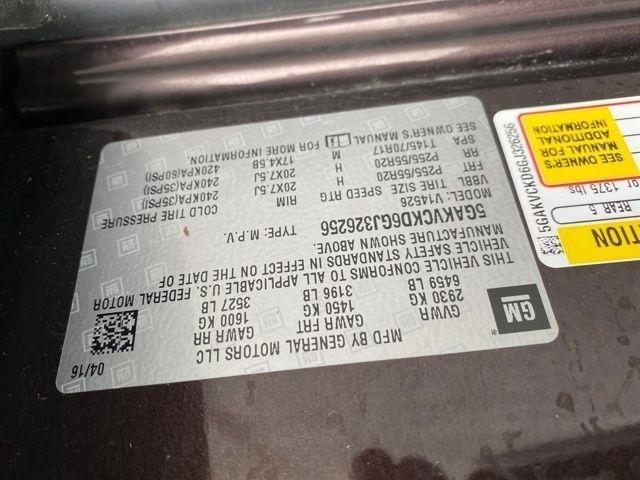 MFD BY GENERAL MOTORS LLC
04/16
GVWR GAWR FRT GAWR RR
2930 KG 1450 KG 1600 KG
6459 LB 3196 LB 3527 LB
GM
THIS VEHICLE CONFORMS TO ALL APPLICABLE U.S. FEDERAL MOTOR
VEHICLE SAFETY STANDARDS IN EFFECT ON THE DATE OF
MANUFACTURE SHOWN ABOVE.
5GAKVCKD6GJ326256 TYPE: M.P.V.
MODEL: V14526 COLD TIRE PRESSURE
VBBL TIRE SIZE SPEED RTG RIM
FRT P255/55R20 H 20X7.5J 240KPA(35PSI)
RR P255/55R20 H 20X7.5J 240KPA(35PSI)
SPA T145/70R17 M 17X4.5B 420KPA(60PSI)
SEE OWNER'S MANUAL FOR MORE INFORMATION
REAR 5
or 1375 lbs.
SEE OWNER'S
MANUAL FOR
ADDITIONAL
INFORMATION
5GAKVCKD6GJ326256